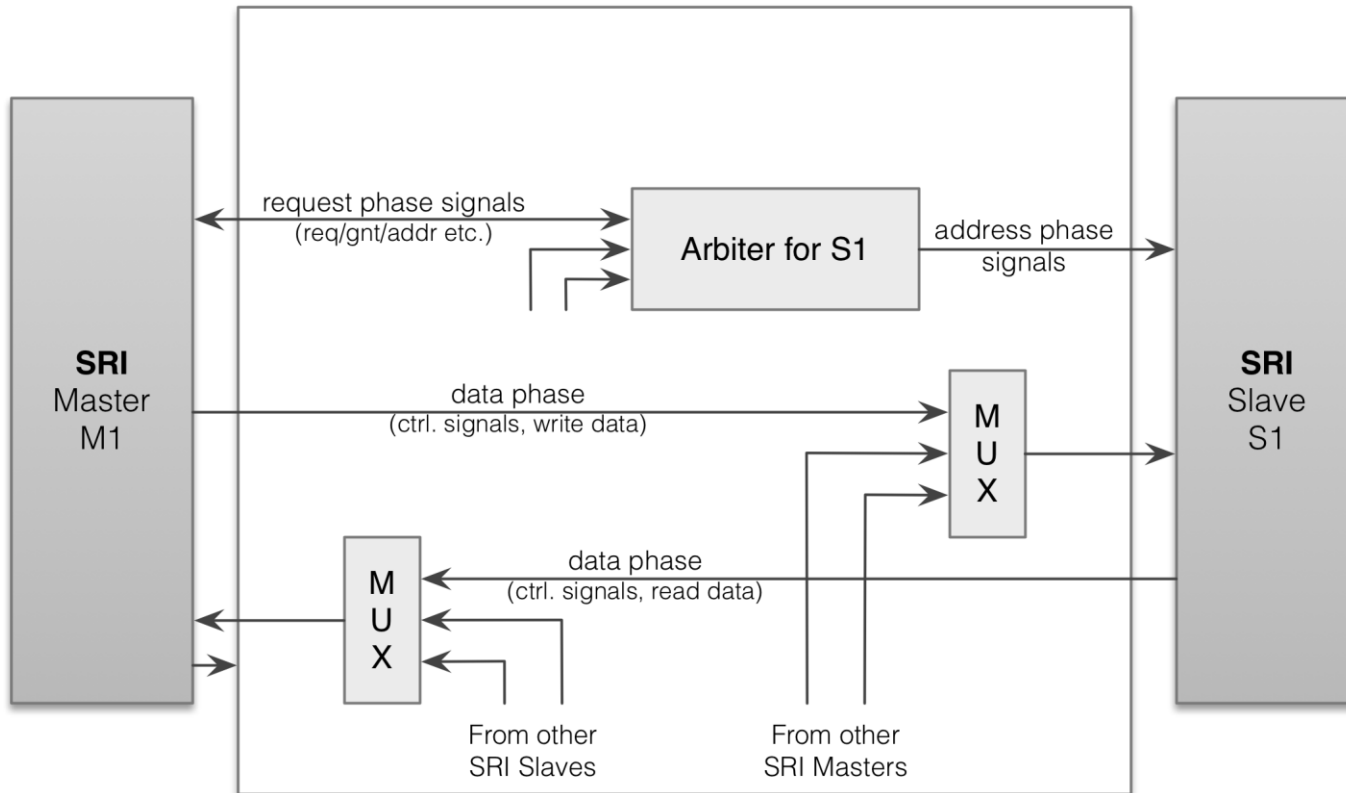 request phase signals
(req/gnt/addr etc.)
Arbiter for S1
address phase
signals
SRI
Master
M1
data phase
(ctrl. signals, write data)
M
U
X
SRI
Slave
S1
data phase
(ctrl. signals, read data)
M
U
X
From other
SRI Slaves
From other
SRI Masters